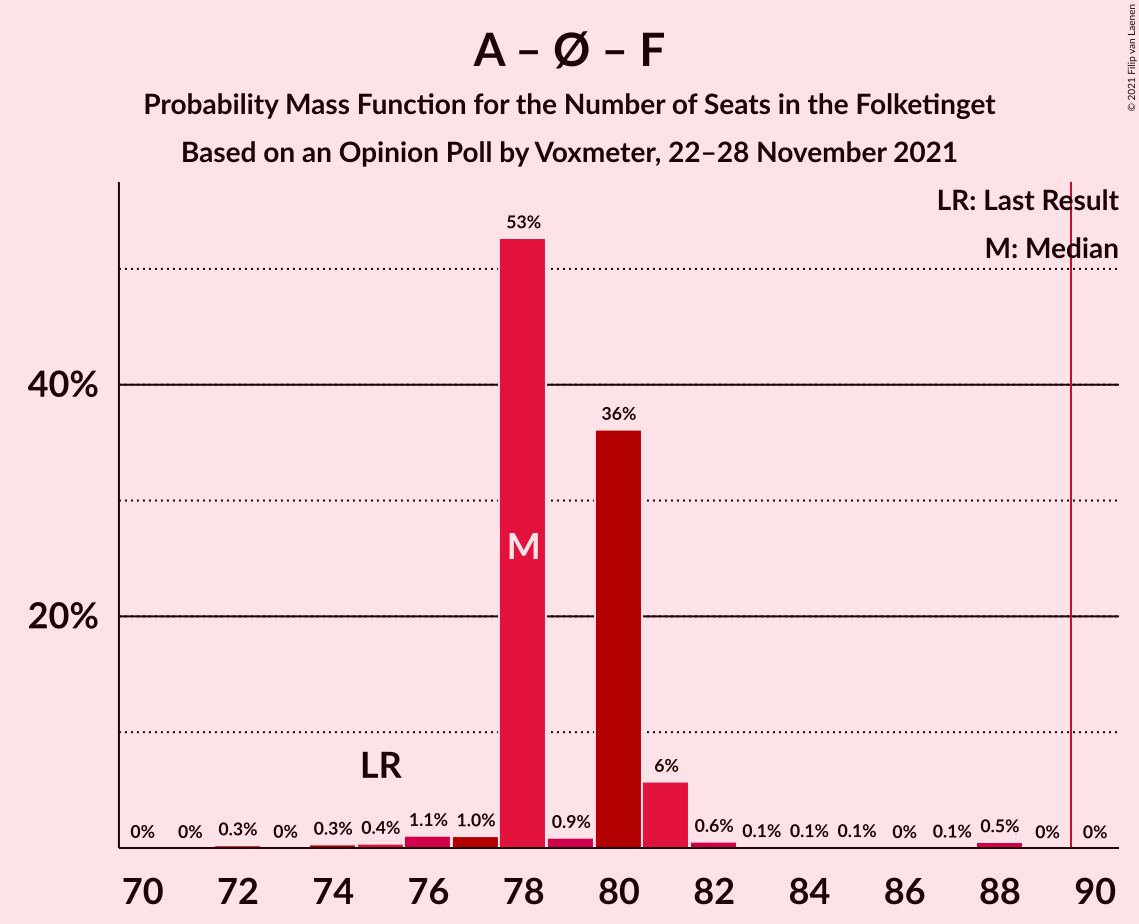 A – Ø – F
Probability Mass Function for the Number of Seats in the Folketinget
Based on an Opinion Poll by Voxmeter, 22–28 November 2021
© 2021 Filip van Laenen
LR: Last Result
M: Median
53%
40%
36%
M
20%
LR
6%
0% 0% 0.3% 0% 0.3% 0.4% 1.1% 1.0% 0.9% 0.6% 0.1% 0.1% 0.1% 0% 0.1% 0.5% 0% 0%
70 72 74 76 78 80 82 84 86 88 90